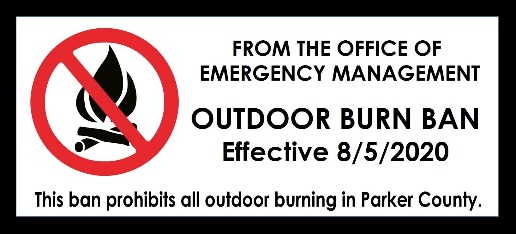 FROM THE OFFICE OF
EMERGENCY MANAGEMENT
OUTDOOR BURN BAN
Effective 8/5/2020
This ban prohibits all outdoor burning in Parker County.